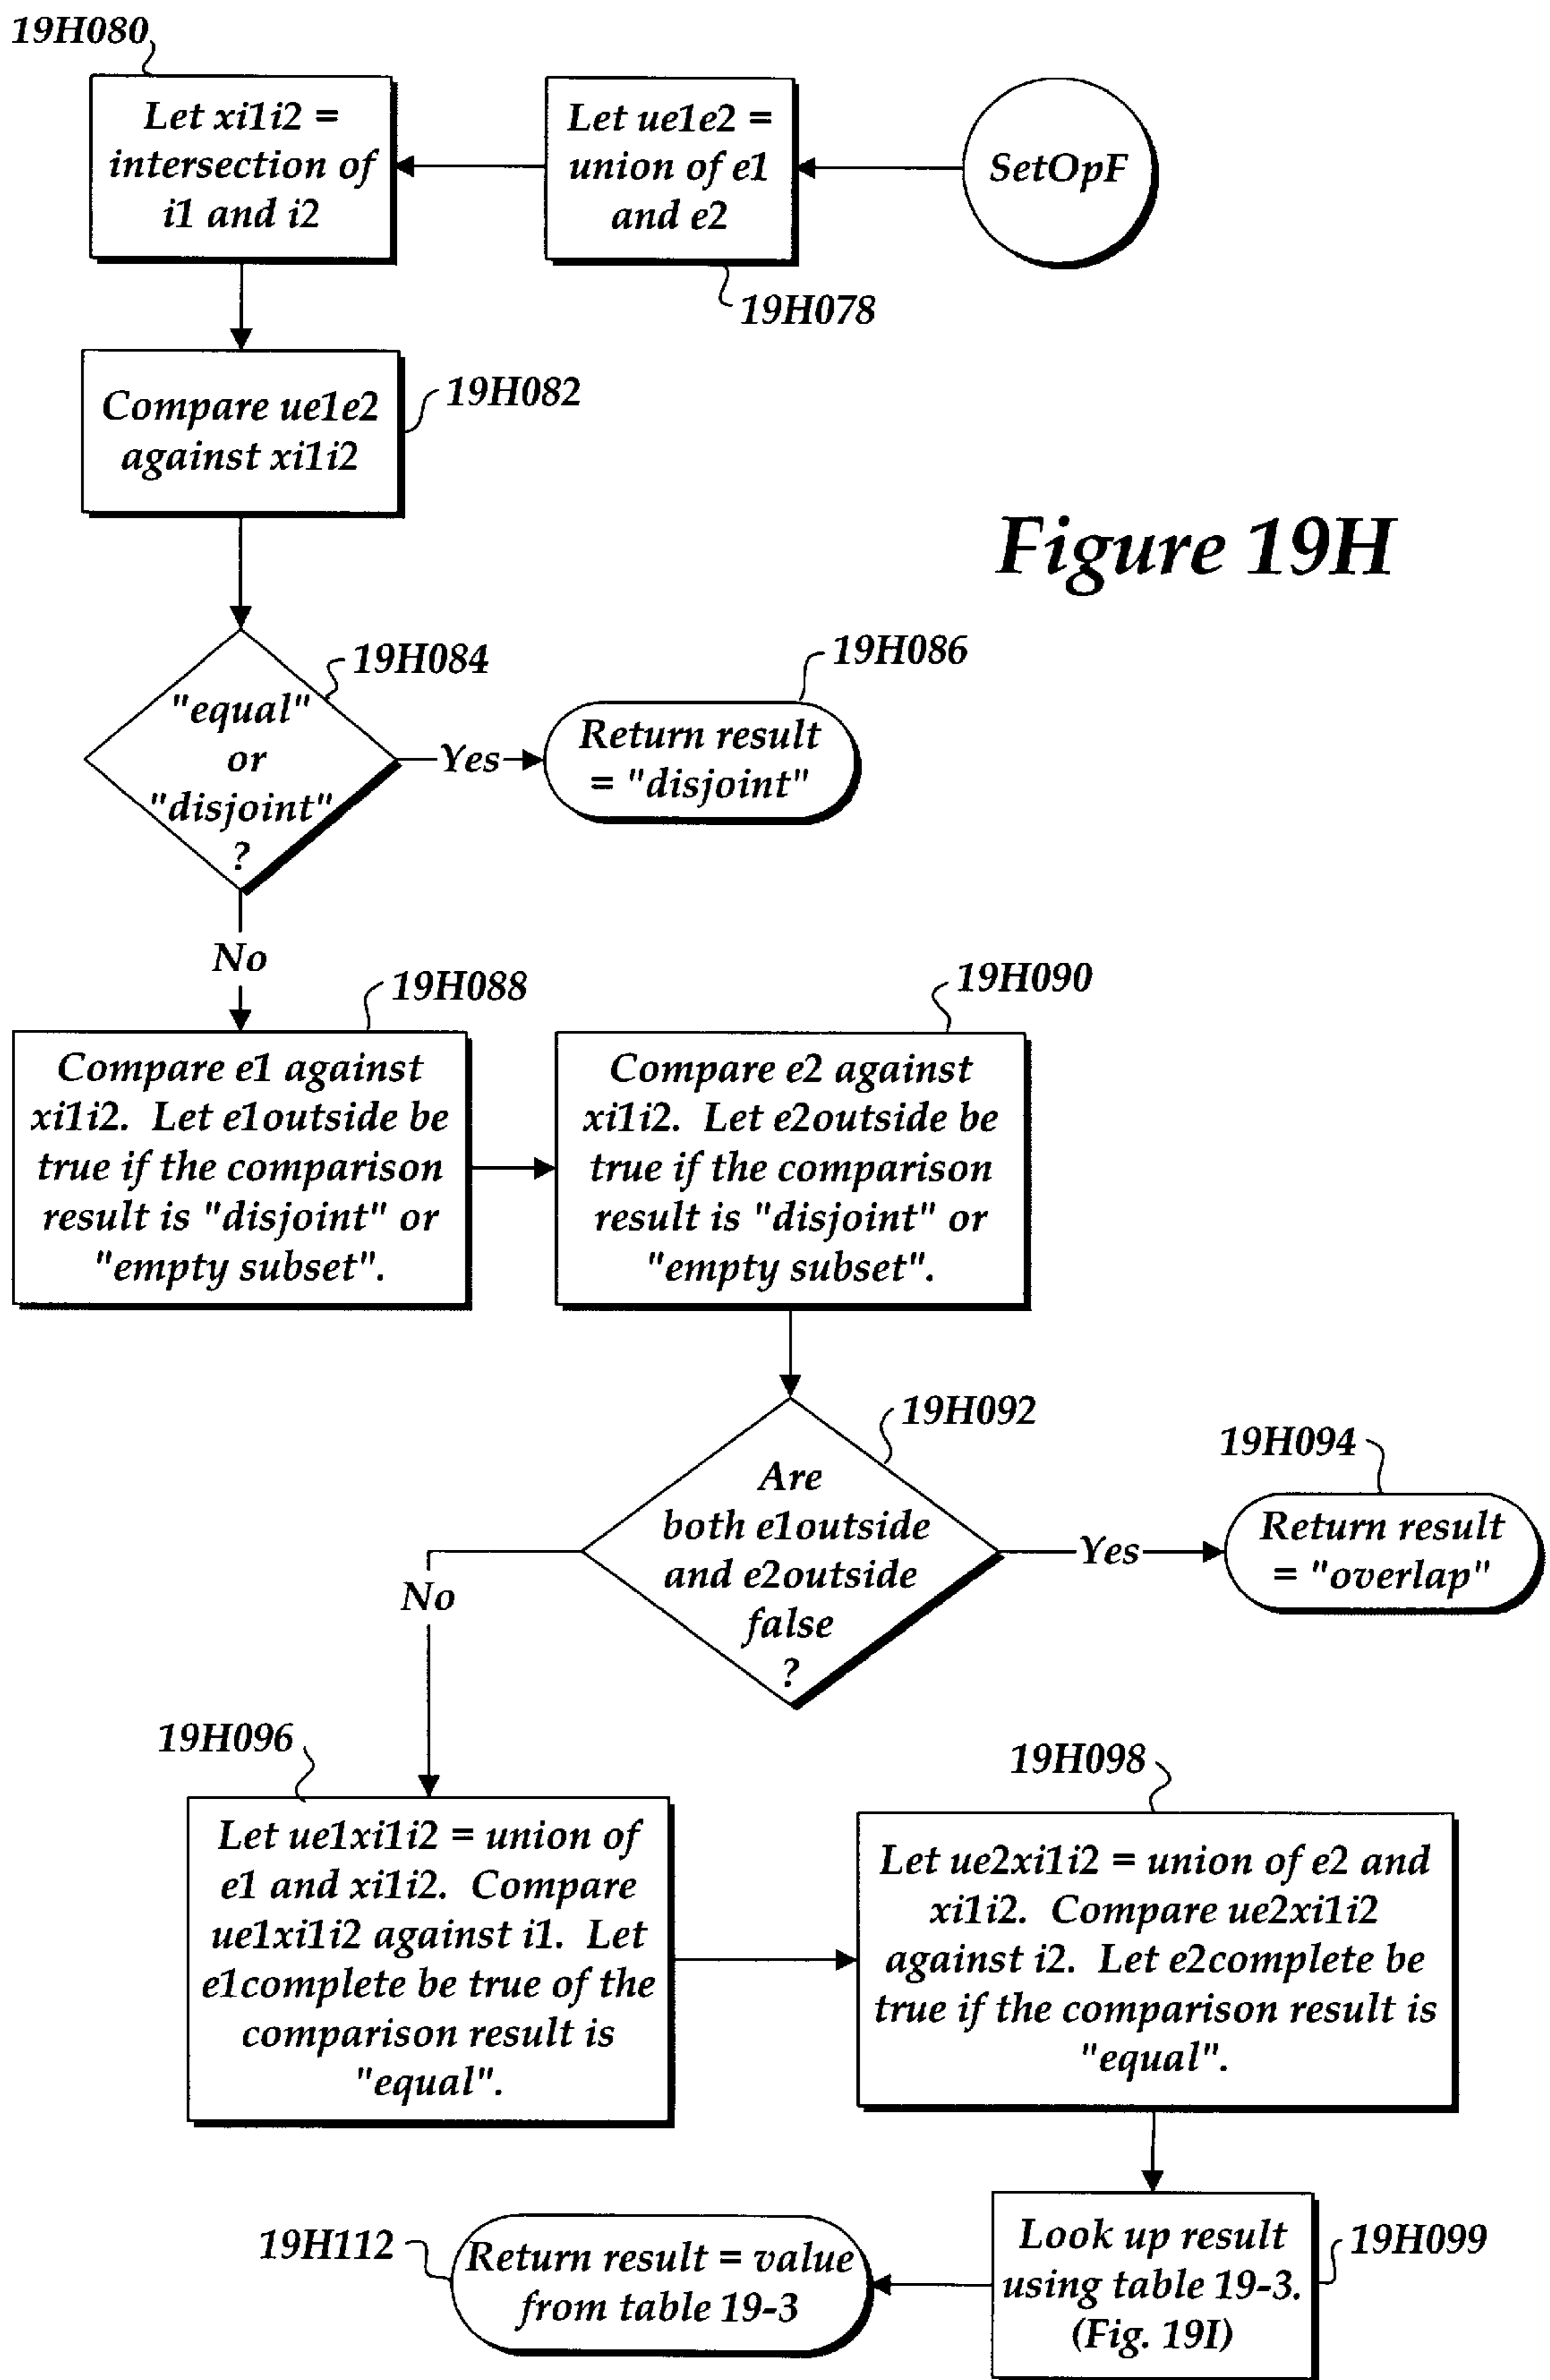 19H080
Let xi1i2 =
intersection of
i1 and i2
Let ue1e2 =
union of e1
and e2
SetOpF
19H078
Compare ue1e2
against xi1i2
19H082
Figure 19H
"equal"
or
"disjoint"
?
19H084
Yes
Return result
= "disjoint"
19H086
No
19H088
Compare e1 against
xi1i2. Let e1outside be
true if the comparison
result is "disjoint" or
"empty subset".
19H090
Compare e2 against
xi1i2. Let e2outside be
true if the comparison
result is "disjoint" or
"empty subset".
19H092
Are
both e1outside
and e2outside
false
?
Yes
19H094
Return result
= "overlap"
No
19H096
Let ue1xi1i2 = union of
e1 and xi1i2. Compare
ue1xi1i2 against i1. Let
e1complete be true of the
comparison result is
"equal".
19H098
Let ue2xi1i2 = union of e2 and
xi1i2. Compare ue2xi1i2
against i2. Let e2complete be
true if the comparison result is
"equal".
Look up result
using table 19-3.
(Fig. 19I)
19H099
19H112
Return result = value
from table 19-3